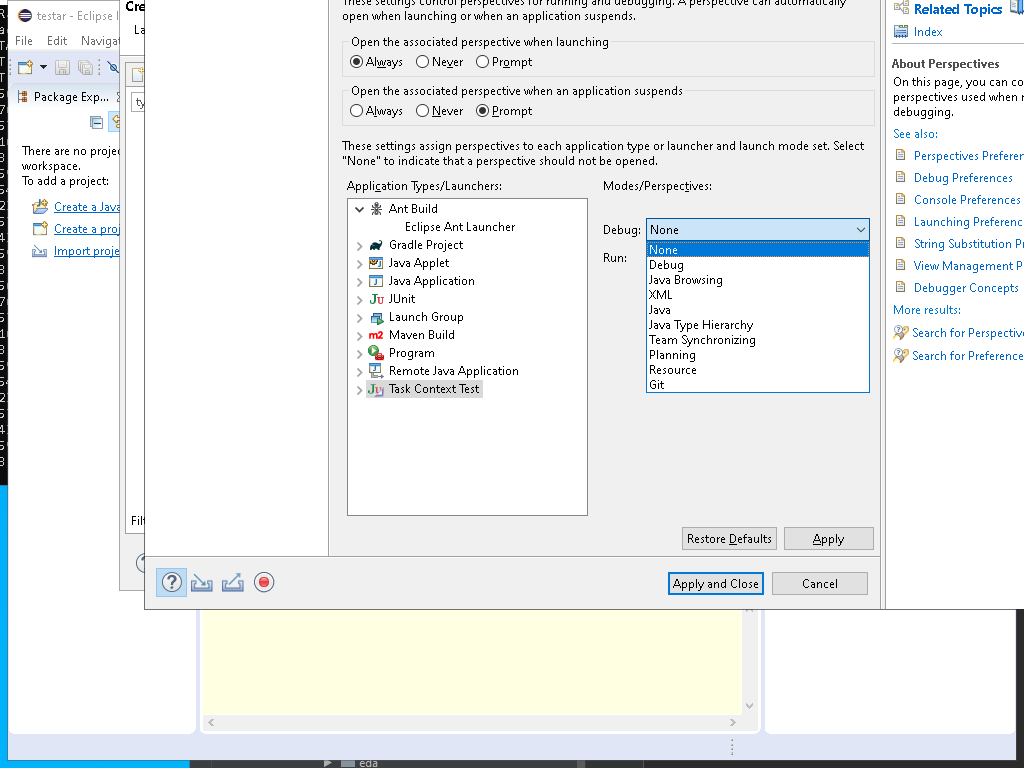 testar - Eclipse
File Edit Navigat
Package Exp...
There are no proje
workspace.
To add a project:
Create a Java
Create a proj
Import proje
Cre
La
ty
Filt
These settings control perspectives for running and debugging. A perspective can automatically
open when launching or when an application suspends.
Open the associated perspective when launching
Always Never Prompt
Open the associated perspective when an application suspends
Always Never Prompt
These settings assign perspectives to each application type or launcher and launch mode set. Select
"None" to indicate that a perspective should not be opened.
Application Types/Launchers:
Ant Build
Eclipse Ant Launcher
Gradle Project
Java Applet
Java Application
JUnit
Launch Group
Maven Build
Program
Remote Java Application
Task Context Test
Modes/Perspectives:
Debug: None
Run:
None
Debug
Java Browsing
XML
Java
Java Type Hierarchy
Team Synchronizing
Planning
Resource
Git
Restore Defaults Apply
Apply and Close Cancel
Related Topics
Index
About Perspectives
On this page, you can co
perspectives used when r
debugging.
See also:
Perspectives Preferen
Debug Preferences
Console Preferences
Launching Preferenc
String Substitution Pr
View Management P
Debugger Concepts
More results:
Search for Perspective
Search for Preference
eda